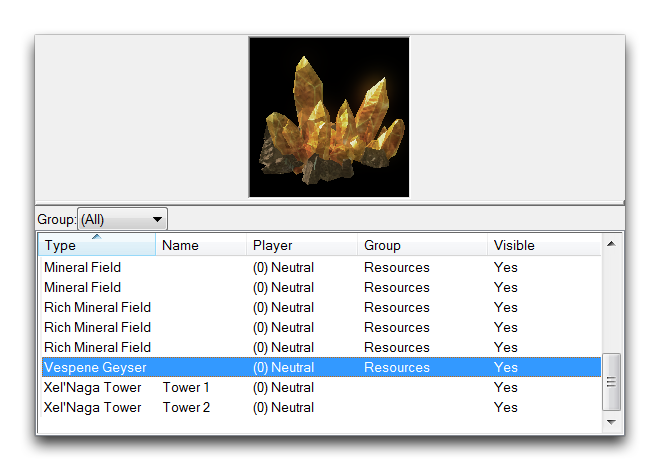 Group: (All)
Type Name Player Group Visible
Mineral Field (0) Neutral Resources Yes
Mineral Field (0) Neutral Resources Yes
Rich Mineral Field (0) Neutral Resources Yes
Rich Mineral Field (0) Neutral Resources Yes
Rich Mineral Field (0) Neutral Resources Yes
Vespene Geyser (0) Neutral Resources Yes
Xel'Naga Tower Tower 1 (0) Neutral Yes
Xel'Naga Tower Tower 2 (0) Neutral Yes